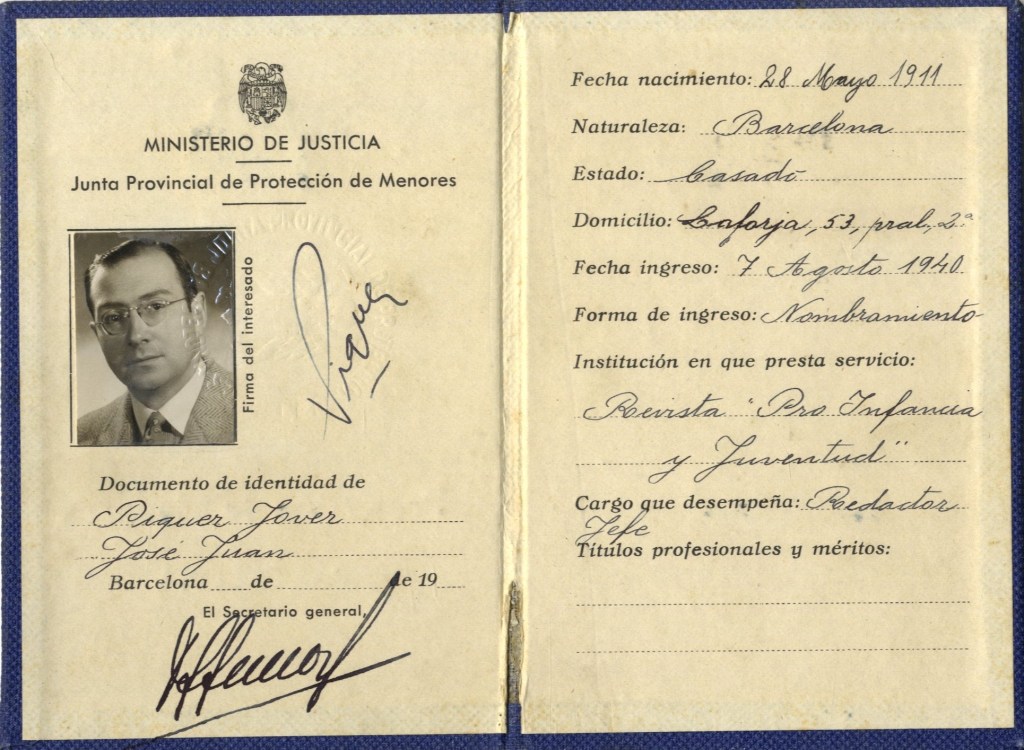 MINISTERIO DE JUSTICIA
Junta Provincial de Protección de Menores
Firma del interesado
Piquer
Documento de identidad de
Piquer Jover
José Juan
Barcelona de de 19
El Secretario general,
Fecha nacimiento: 28 Mayo 1911
Naturaleza: Barcelona
Estado: Casado
Domicilio: Laforja, 53, pral, 2ª
Fecha ingreso: 7 Agosto 1940
Forma de ingreso: Nombramiento
Institución en que presta servicio:
Revista "Pro Infancia
y Juventud"
Cargo que desempeña: Redactor
Jefe
Títulos profesionales y méritos: